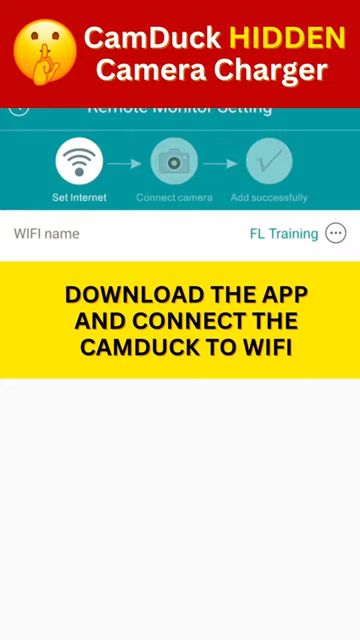 CamDuck HIDDEN
Camera Charger
Remote Monitor Setting
Set Internet
Connect camera
Add successfully
WIFI name
FL Training
DOWNLOAD THE APP
AND CONNECT THE
CAMDUCK TO WIFI